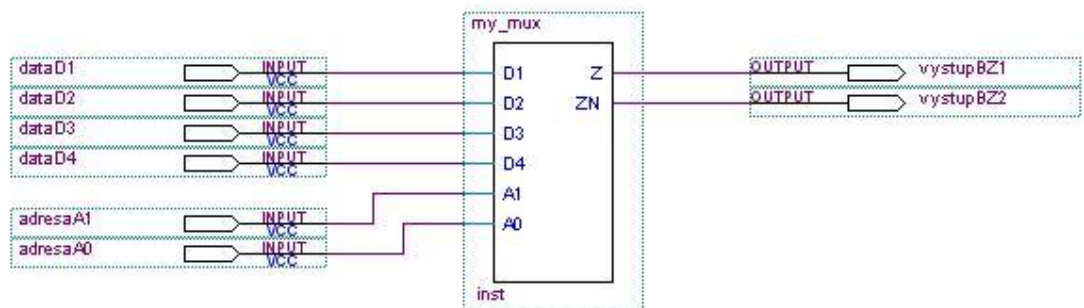 my_mux
dataD1 INPUT VCC D1 Z OUTPUT vystupBZ1
dataD2 INPUT VCC D2 ZN OUTPUT vystupBZ2
dataD3 INPUT VCC D3
dataD4 INPUT VCC D4
A1
adresaA1 INPUT VCC A0
adresaA0 INPUT VCC
inst